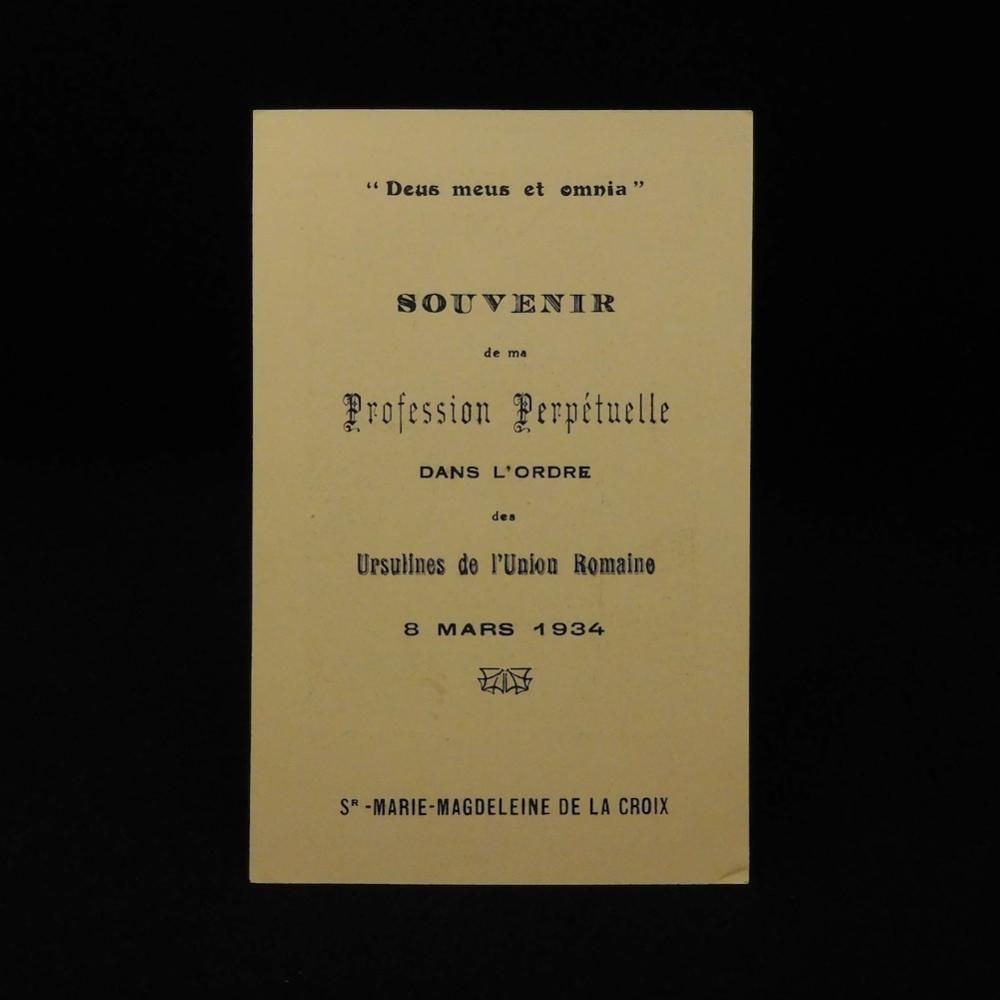 “Deus meus et omnia”
SOUVENIR
de ma
Profession Perpétuelle
DANS L'ORDRE
des
Ursulines de l'Union Romaine
8 MARS 1934
Sᴿ-MARIE-MAGDELEINE DE LA CROIX